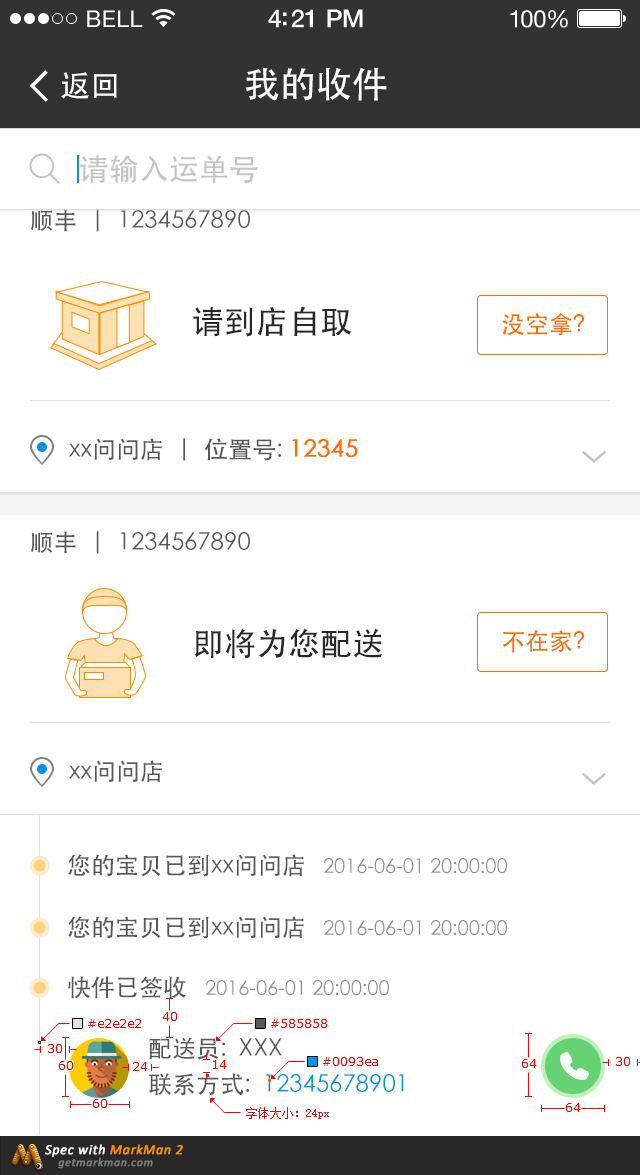 BELL 4:21 PM 100%
返回 我的收件
请输入运单号
顺丰 | 1234567890
请到店自取 没空拿?
xx问问店 | 位置号: 12345
顺丰 | 1234567890
即将为您配送 不在家?
xx问问店
您的宝贝已到xx问问店 2016-06-01 20:00:00
您的宝贝已到xx问问店 2016-06-01 20:00:00
快件已签收 2016-06-01 20:00:00
40
#e2e2e2 #585858
配送员: XXX
30 60 24 14 #0093ea 64 30
联系方式: 12345678901
60 字体大小: 24px 64
Spec with MarkMan 2
getmarkman.com